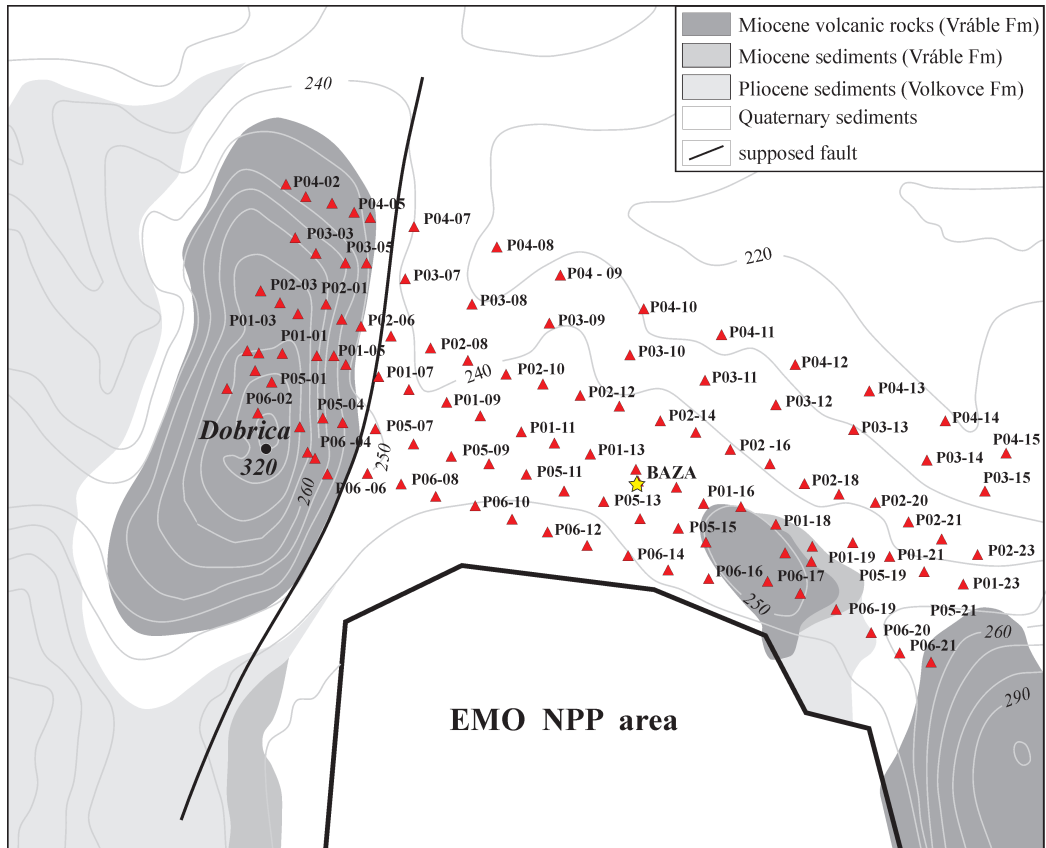 Miocene volcanic rocks (Vráble Fm)
Miocene sediments (Vráble Fm)
Pliocene sediments (Volkovce Fm)
Quaternary sediments
supposed fault
240
P04-02
P04-05
P04-07
P03-03
P03-05
P04-08
220
P03-07
P04 - 09
P02-03
P02-01
P03-08
P04-10
P01-03
P02-06
P03-09
P04-11
P01-01
P01-05
P02-08
P03-10
P04-12
P05-01
P01-07
240
P02-10
P03-11
P04-13
P06-02
P01-09
P02-12
P03-12
P05-04
P02-14
P04-14
Dobrica
P05-07
P01-11
P03-13
P04-15
P06 -04
250
P05-09
P01-13
P02 -16
P03-14
320
P05-11
BAZA
P03-15
260
P06 -06
P06-08
P02-18
P06-10
P05-13
P01-16
P02-20
P06-12
P05-15
P01-18
P02-21
P06-14
P01-19
P01-21
P02-23
P06-16
P06-17
P05-19
P01-23
250
P06-19
P05-21
P06-20
260
P06-21
290
EMO NPP area